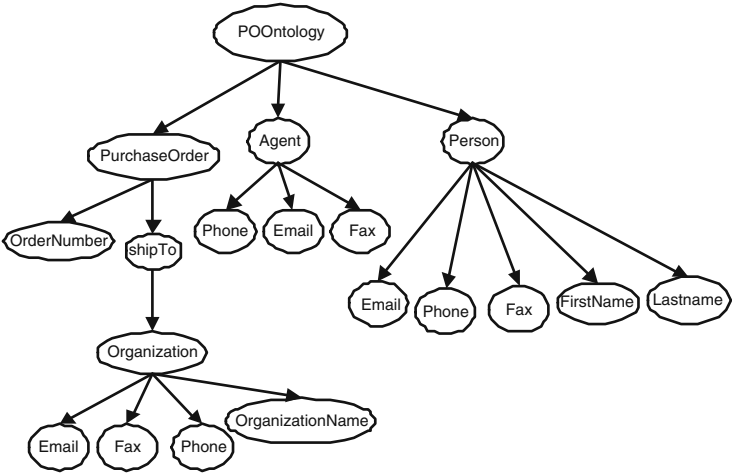 POOntology
PurchaseOrder
Agent
Person
OrderNumber
shipTo
Phone
Email
Fax
Email
Phone
Fax
FirstName
Lastname
Organization
Email
Fax
Phone
OrganizationName